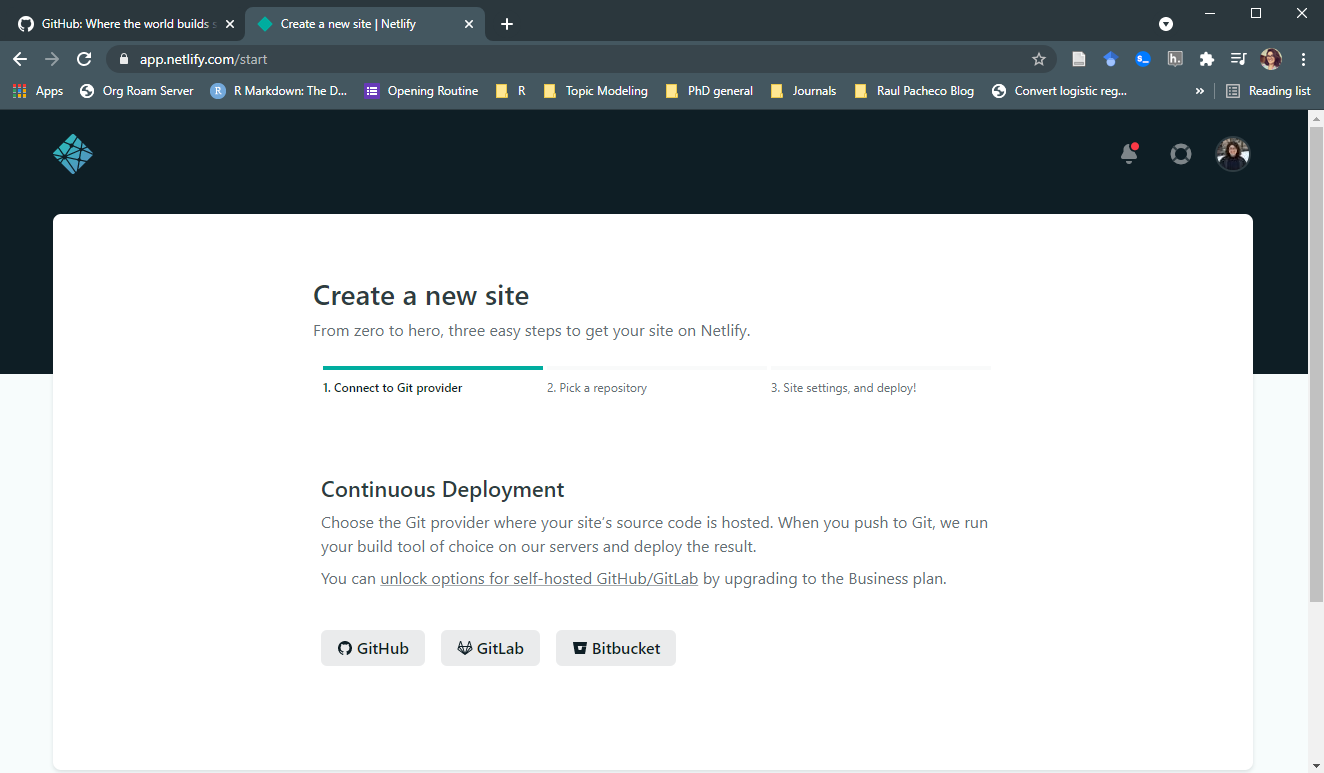 GitHub: Where the world builds s
Create a new site | Netlify
app.netlify.com/start
Apps
Org Roam Server
R
R Markdown: The D...
Opening Routine
R
Topic Modeling
PhD general
Journals
Raul Pacheco Blog
Convert logistic reg...
»
Reading list
h.
Create a new site
From zero to hero, three easy steps to get your site on Netlify.
1. Connect to Git provider
2. Pick a repository
3. Site settings, and deploy!
Continuous Deployment
Choose the Git provider where your site’s source code is hosted. When you push to Git, we run
your build tool of choice on our servers and deploy the result.
You can unlock options for self-hosted GitHub/GitLab by upgrading to the Business plan.
GitHub
GitLab
Bitbucket